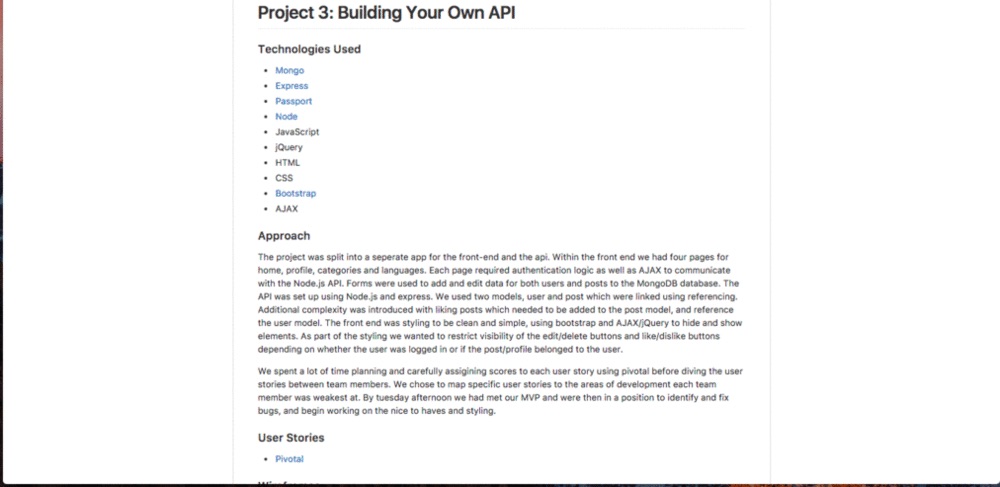 Project 3: Building Your Own API
Technologies Used
• Mongo
• Express
• Passport
• Node
• JavaScript
• jQuery
• HTML
• CSS
• Bootstrap
• AJAX
Approach
The project was split into a seperate app for the front-end and the api. Within the front end we had four pages for
home, profile, categories and languages. Each page required authentication logic as well as AJAX to communicate
with the Node.js API. Forms were used to add and edit data for both users and posts to the MongoDB database. The
API was set up using Node.js and express. We used two models, user and post which were linked using referencing.
Additional complexity was introduced with liking posts which needed to be added to the post model, and reference
the user model. The front end was styling to be clean and simple, using bootstrap and AJAX/jQuery to hide and show
elements. As part of the styling we wanted to restrict visibility of the edit/delete buttons and like/dislike buttons
depending on whether the user was logged in or if the post/profile belonged to the user.
We spent a lot of time planning and carefully assigining scores to each user story using pivotal before diving the user
stories between team members. We chose to map specific user stories to the areas of development each team
member was weakest at. By tuesday afternoon we had met our MVP and were then in a position to identify and fix
bugs, and begin working on the nice to haves and styling.
User Stories
• Pivotal